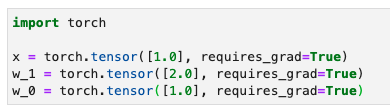 import torch
x = torch.tensor([1.0], requires_grad=True)
w_1 = torch.tensor([2.0], requires_grad=True)
w_0 = torch.tensor([1.0], requires_grad=True)